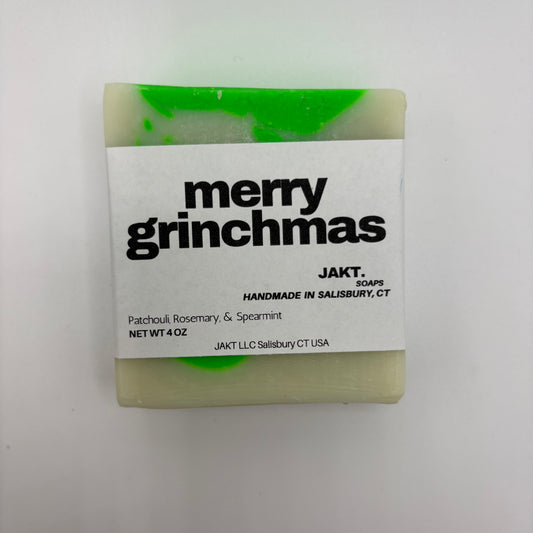 merry
grinchmas
JAKT.
SOAPS
HANDMADE IN SALISBURY, CT
Patchouli, Rosemary, & Spearmint
NET WT 4 OZ
JAKT LLC Salisbury CT USA